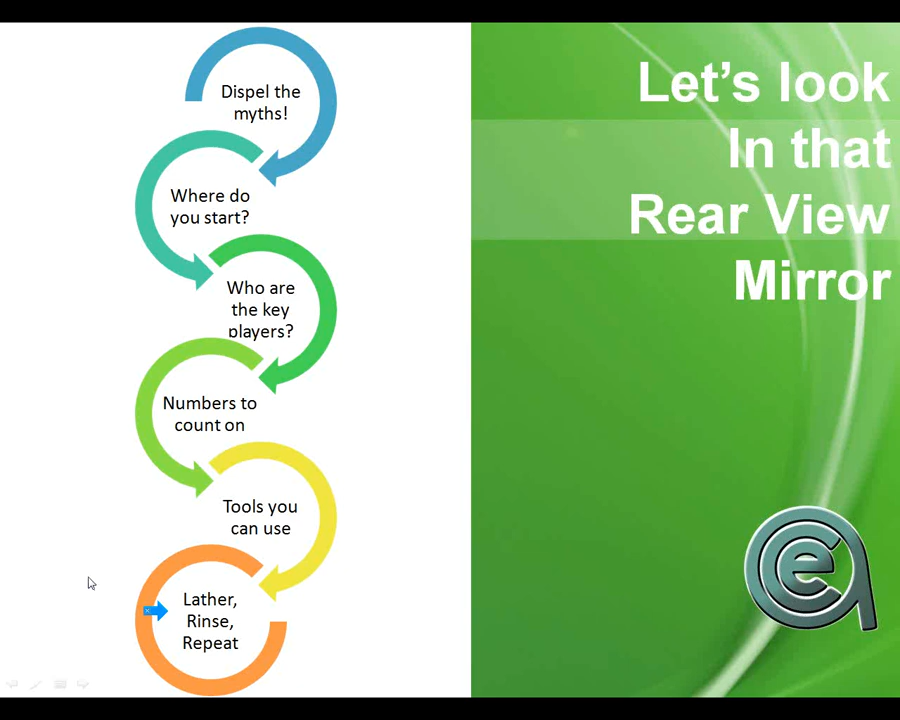 Dispel the
myths!
Where do
you start?
Who are
the key
players?
Numbers to
count on
Tools you
can use
Lather,
Rinse,
Repeat
Let's look
In that
Rear View
Mirror